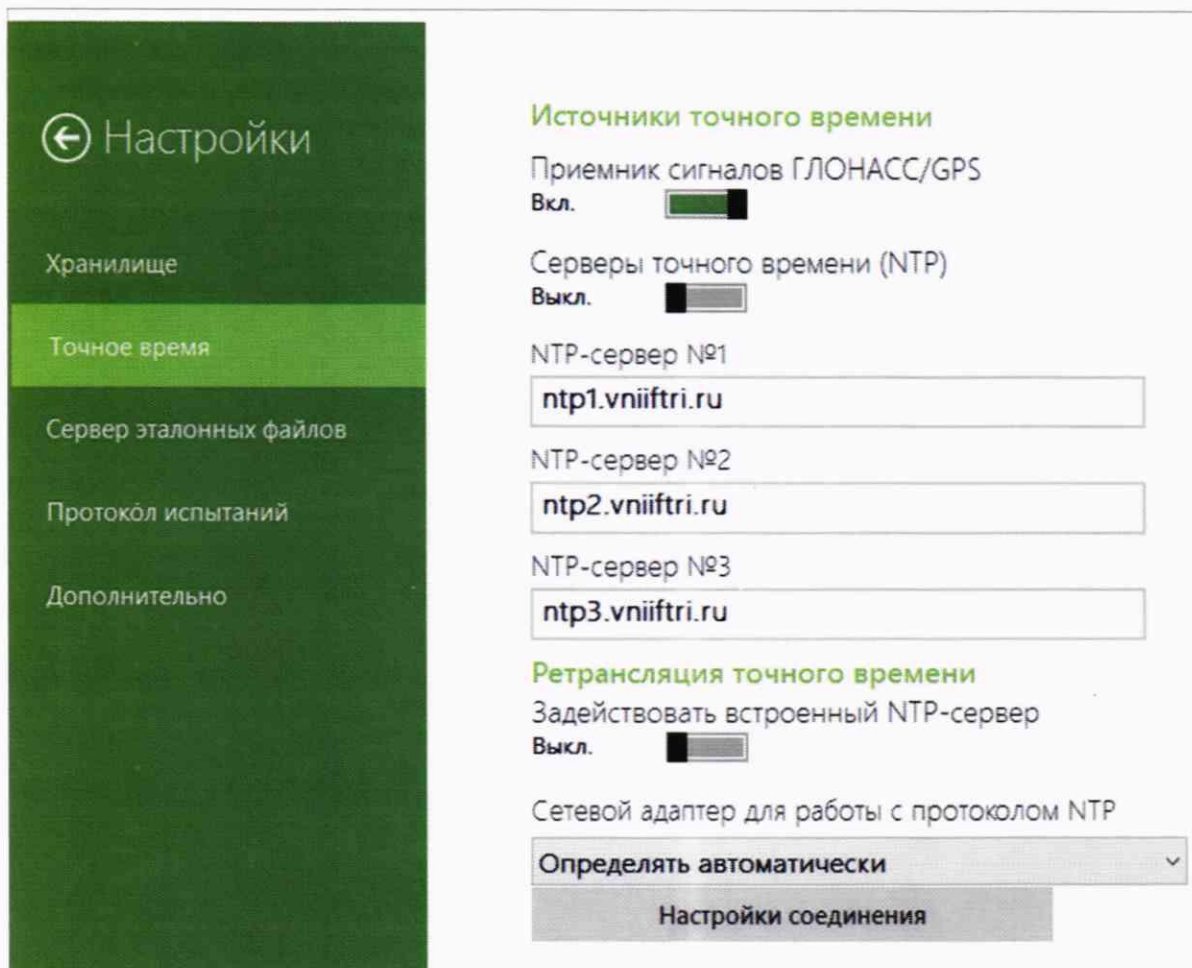 Настройки
Хранилище
Точное время
Сервер эталонных файлов
Протокол испытаний
Дополнительно
Источники точного времени
Приемник сигналов ГЛОНАСС/GPS
Вкл.
Серверы точного времени (NTP)
Выкл.
NTP-сервер №1
ntp1.vniiftri.ru
NTP-сервер №2
ntp2.vniiftri.ru
NTP-сервер №3
ntp3.vniiftri.ru
Ретрансляция точного времени
Задействовать встроенный NTP-сервер
Выкл.
Сетевой адаптер для работы с протоколом NTP
Определять автоматически
Настройки соединения